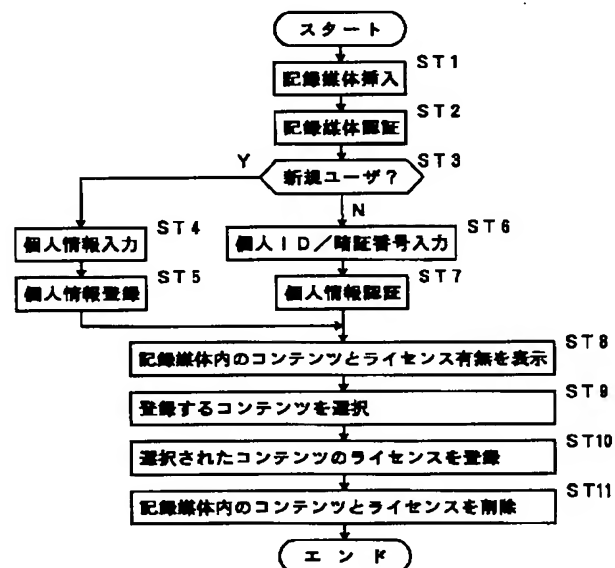 スタート
ST1
記録媒体挿入
ST2
記録媒体認証
ST3
新規ユーザ?
Y
N
ST4
個人情報入力
ST6
個人ID/暗証番号入力
ST5
個人情報登録
ST7
個人情報認証
ST8
記録媒体内のコンテンツとライセンス有無を表示
ST9
登録するコンテンツを選択
ST10
選択されたコンテンツのライセンスを登録
ST11
記録媒体内のコンテンツとライセンスを削除
エンド